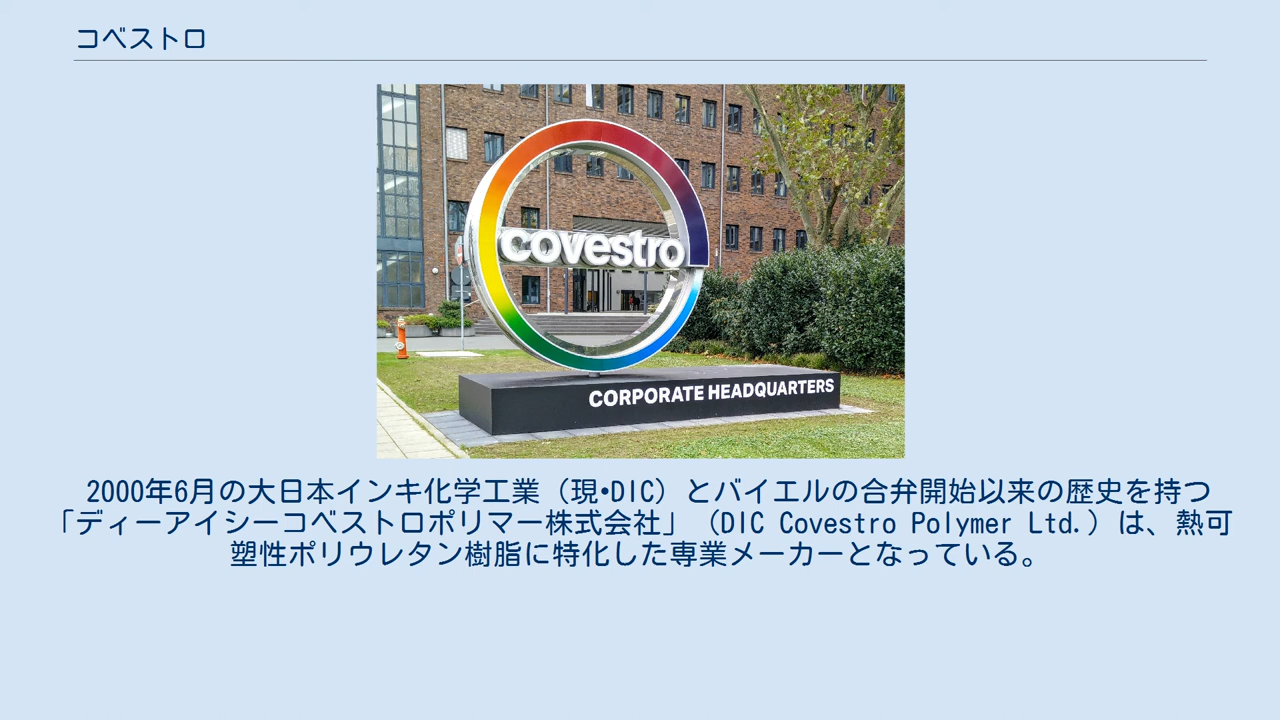 コベストロ
covestro
CORPORATE HEADQUARTERS
2000年6月の大日本インキ化学工業（現•DIC）とバイエルの合弁開始以来の歴史を持つ
「ディーアイシーコベストロポリマー株式会社」（DIC Covestro Polymer Ltd.）は、熱可
塑性ポリウレタン樹脂に特化した専業メーカーとなっている。